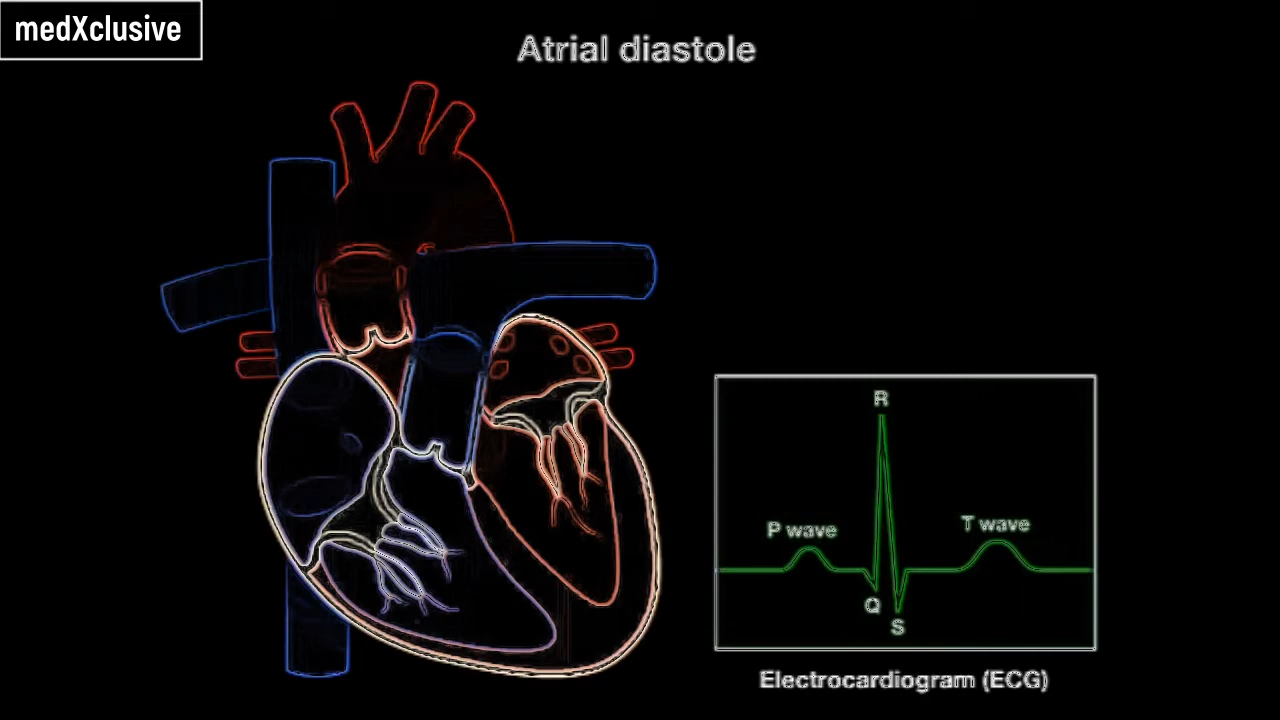 medXclusive
Atrial diastole
R
P wave
T wave
Q
S
Electrocardiogram (ECG)